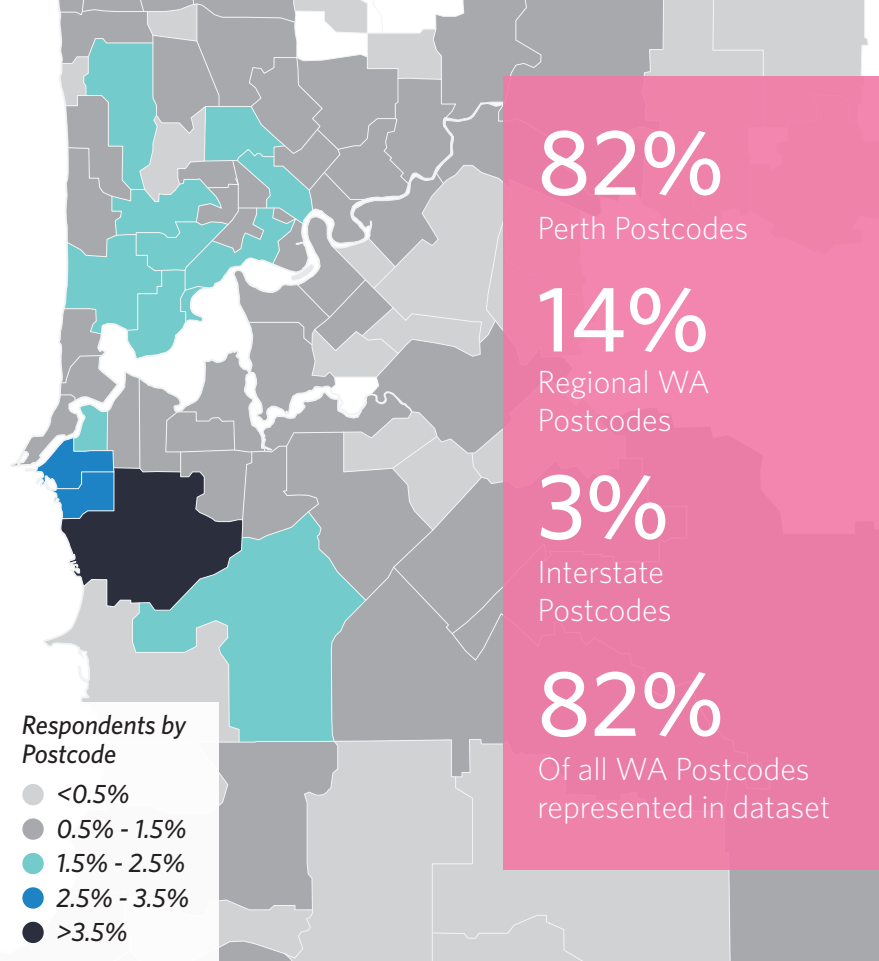 82%
Perth Postcodes
14%
Regional WA
Postcodes
3%
Interstate
Postcodes
82%
Of all WA Postcodes
represented in dataset
Respondents by
Postcode
<0.5%
0.5% - 1.5%
1.5% - 2.5%
2.5% - 3.5%
>3.5%